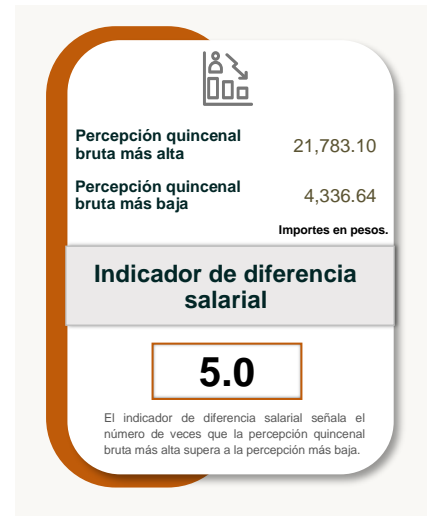 Percepción quincenal
bruta más alta
21,783.10
Percepción quincenal
bruta más baja
4,336.64
Importes en pesos.
Indicador de diferencia
salarial
5.0
El indicador de diferencia salarial señala el
número de veces que la percepción quincenal
bruta más alta supera a la percepción más baja.